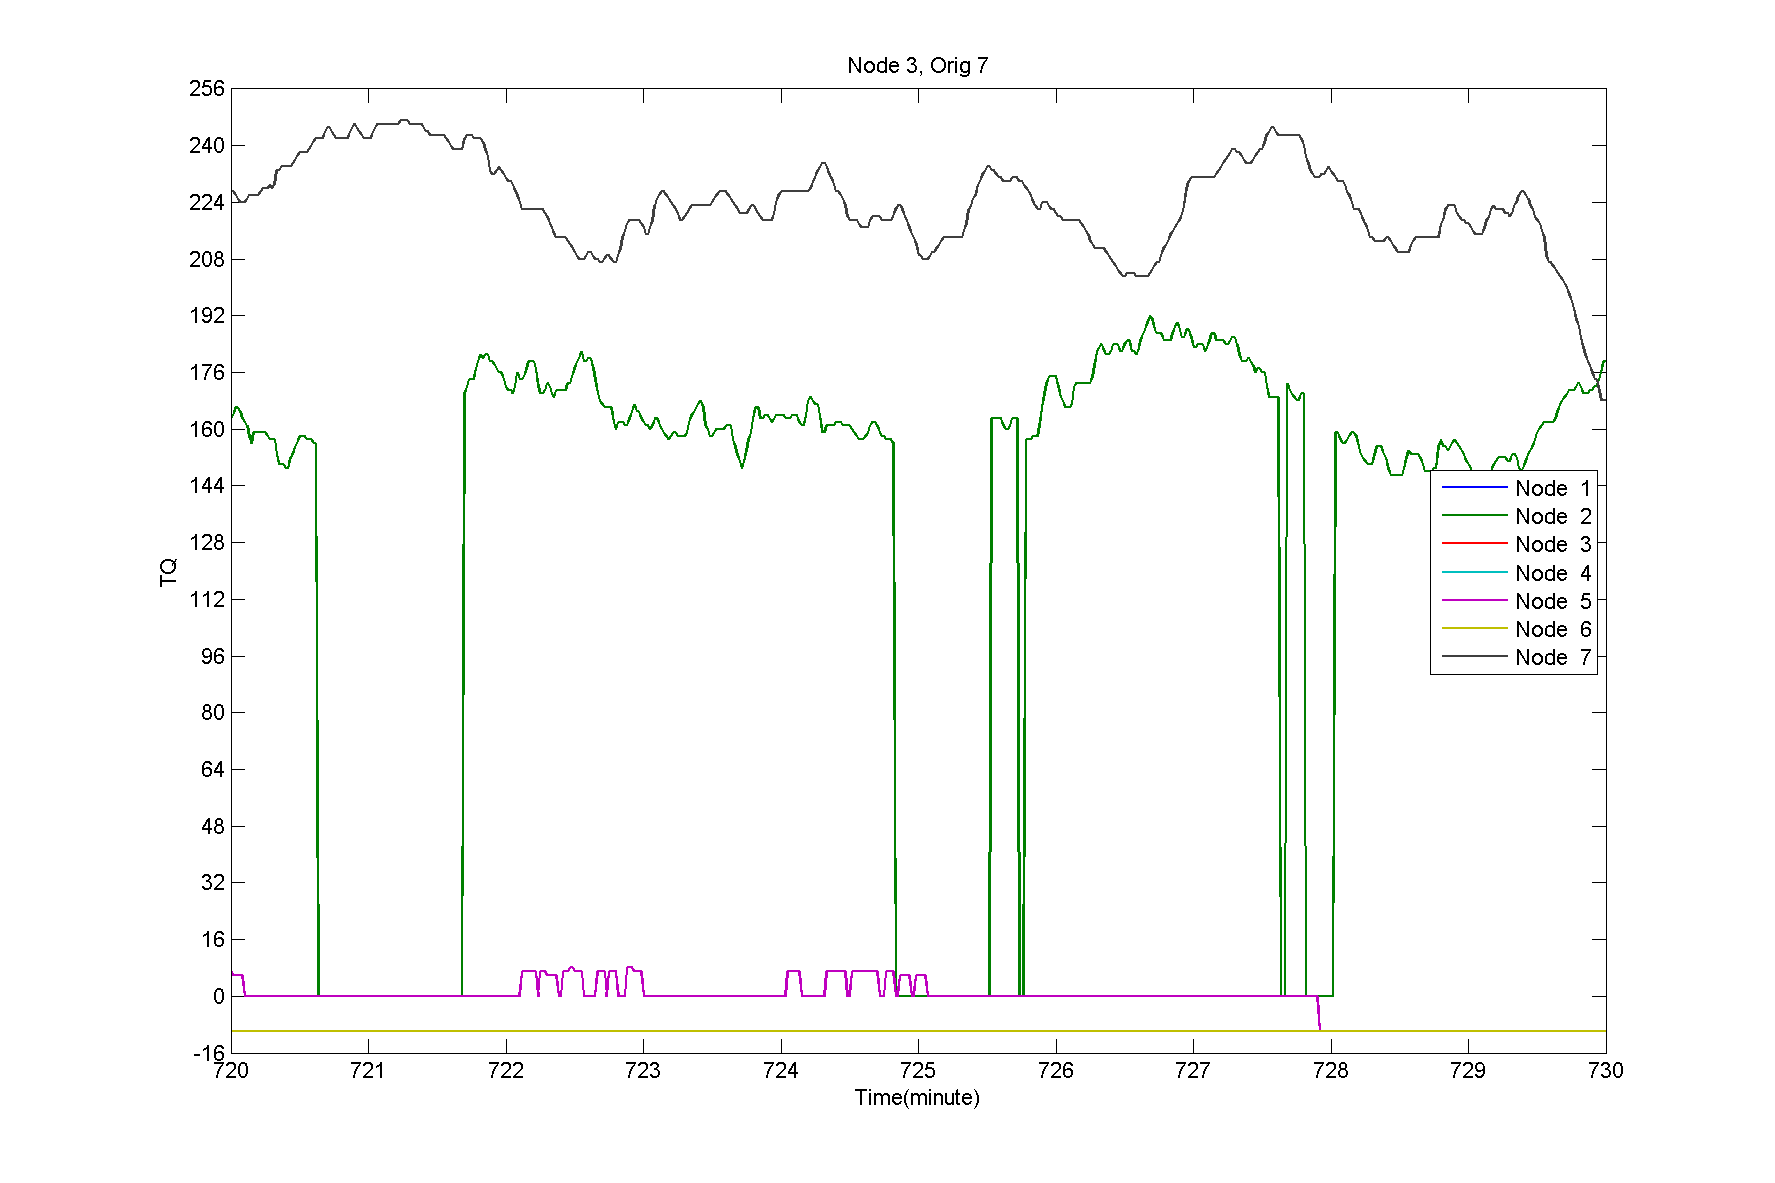 Node 3, Orig 7
256
240
224
208
192
176
160
144
128
112
96
80
64
48
32
16
0
-16
TQ
Node 1
Node 2
Node 3
Node 4
Node 5
Node 6
Node 7
720 721 722 723 724 725 726 727 728 729 730
Time(minute)